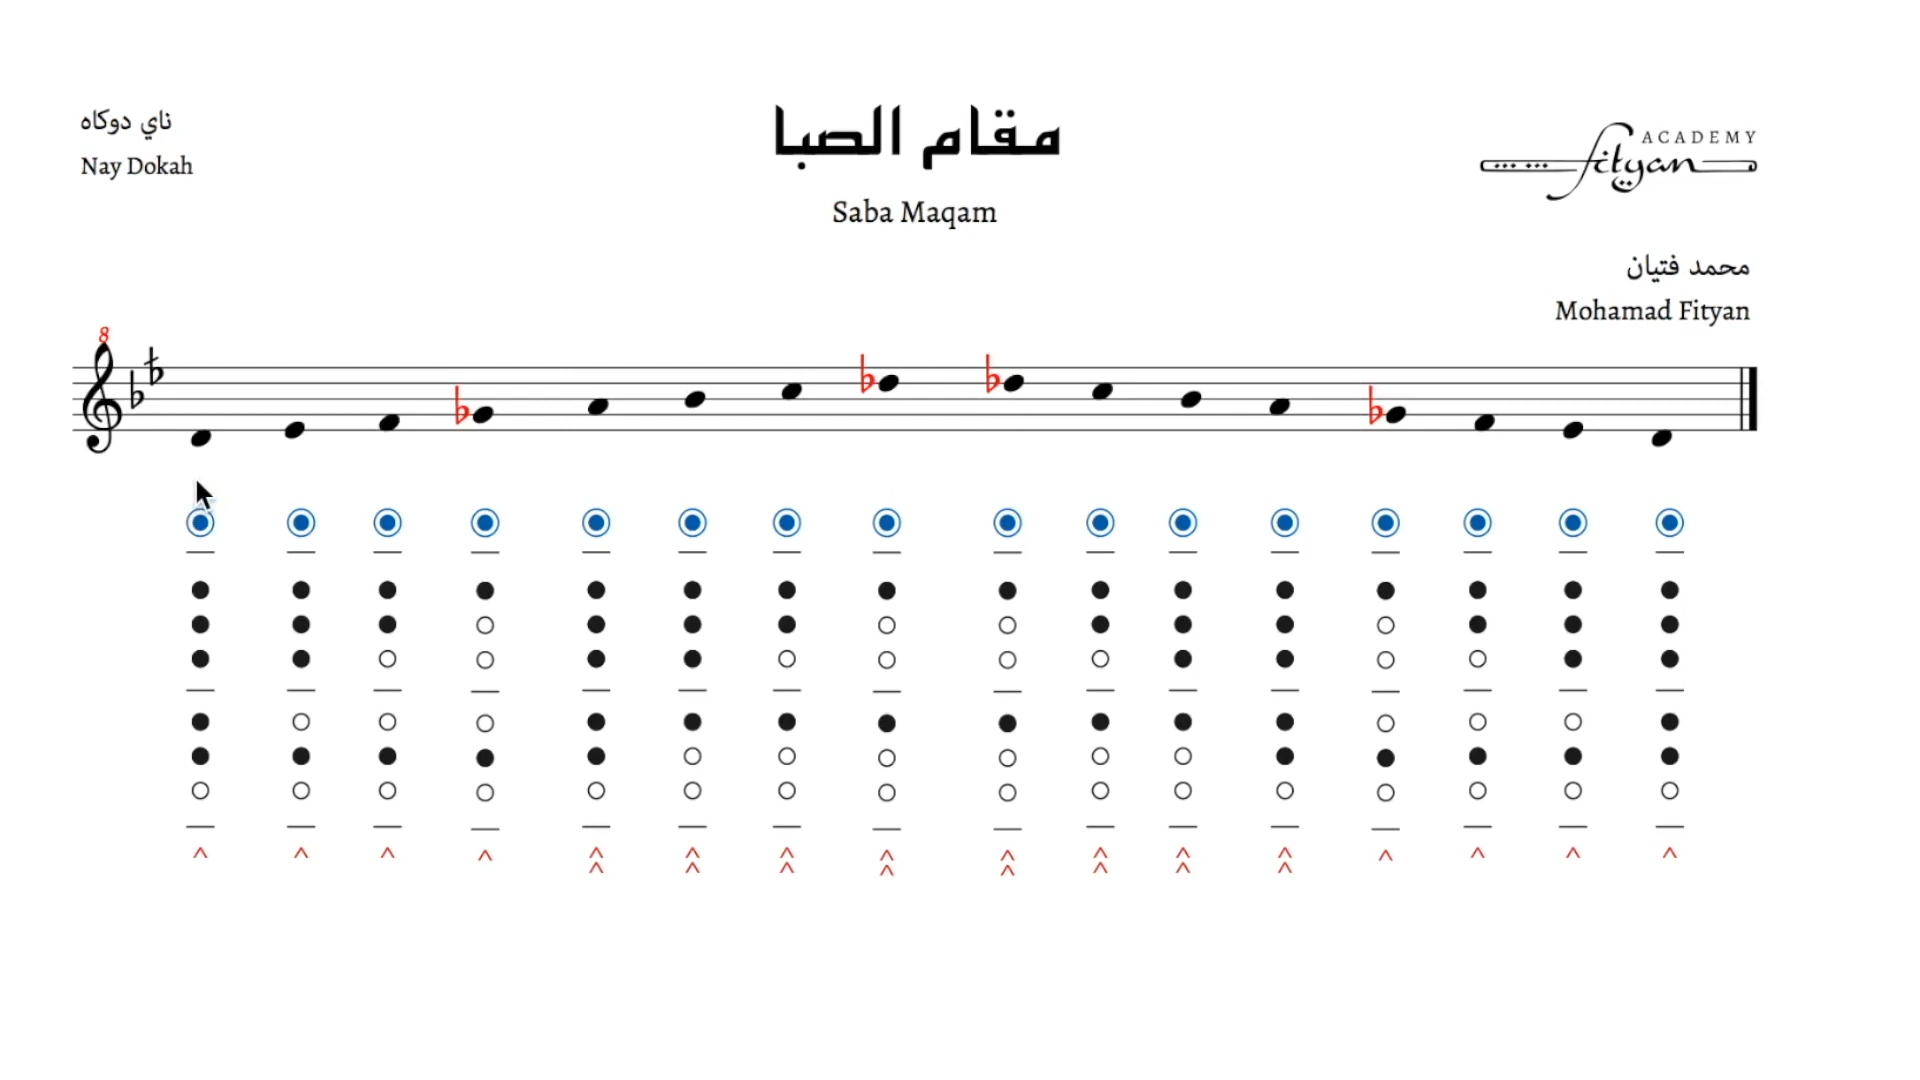 ناي دوكاه
Nay Dokah
مقام الصبا
Saba Maqam
ACADEMY
fityan
محمد فتيان
Mohamad Fityan
8